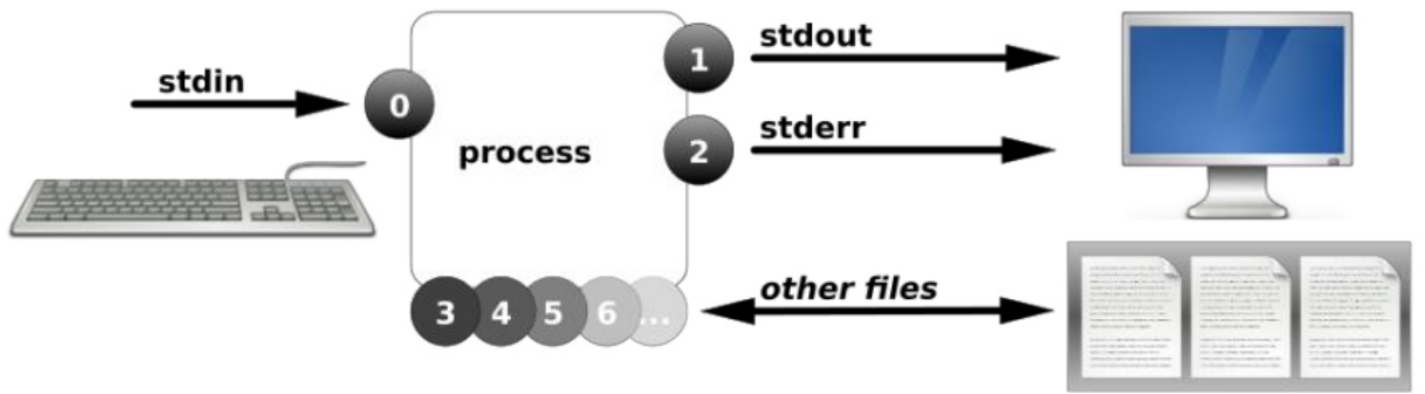 stdin
0
process
1
stdout
2
stderr
3 4 5 6 ...
other files